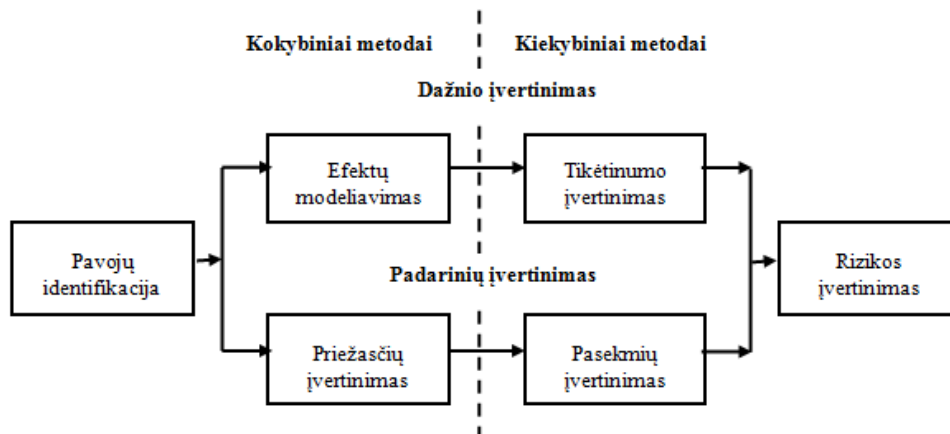 Kokybiniai metodai
Kiekybiniai metodai
Dažnio įvertinimas
Efektų
modeliavimas
Tikėtinumo
įvertinimas
Pavojų
identifikacija
Padarinių įvertinimas
Rizikos
įvertinimas
Priežasčių
įvertinimas
Pasekmių
įvertinimas